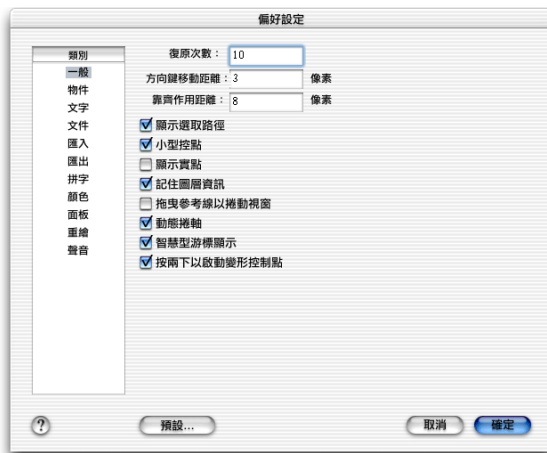 偏好設定
類別
一般
物件
文字
文件
匯入
匯出
拼字
顏色
面板
重繪
聲音
復原次數： 10
方向鍵移動距離：3 像素
靠齊作用距離：8 像素
顯示選取路徑
小型控點
顯示實點
記住圖層資訊
拖曳參考線以捲動視窗
動態捲軸
智慧型游標顯示
按兩下以啟動變形控制點
?
預設...
取消
確定